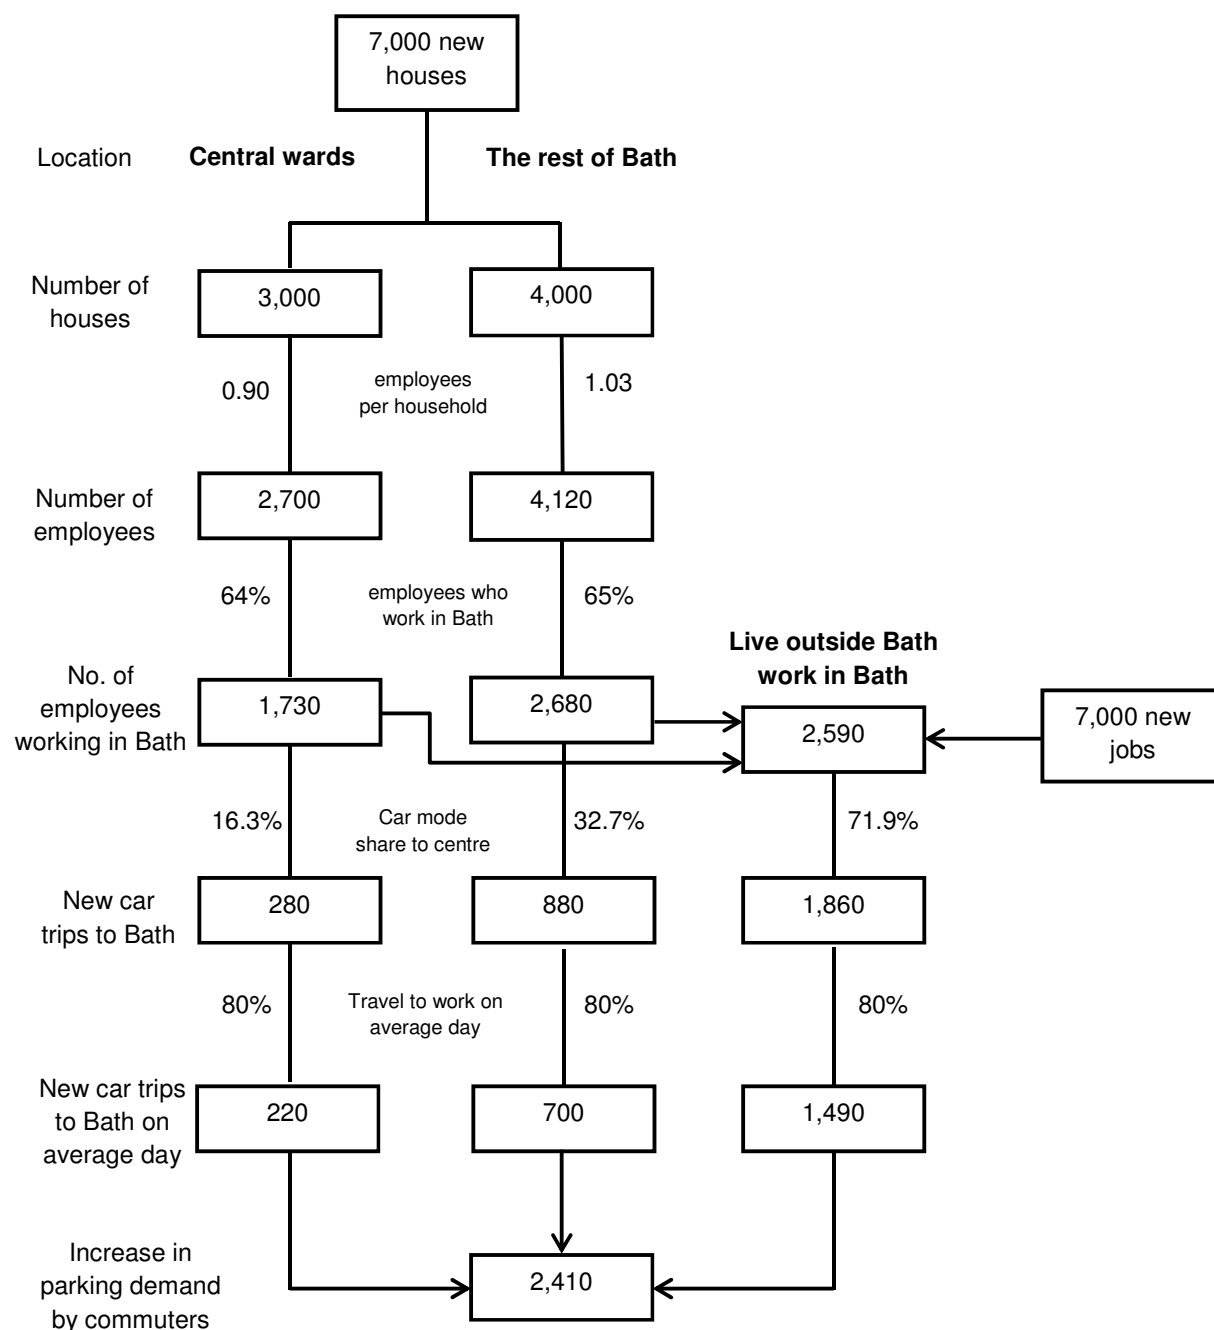 7,000 new
houses
Location
Central wards
The rest of Bath
Number of
houses
3,000
4,000
0.90
employees
per household
1.03
Number of
employees
2,700
4,120
64%
employees who
work in Bath
65%
Live outside Bath
work in Bath
No. of
employees
working in Bath
1,730
2,680
2,590
7,000 new
jobs
16.3%
Car mode
share to centre
32.7%
71.9%
New car
trips to Bath
280
880
1,860
80%
Travel to work on
average day
80%
80%
New car trips
to Bath on
average day
220
700
1,490
Increase in
parking demand
by commuters
2,410